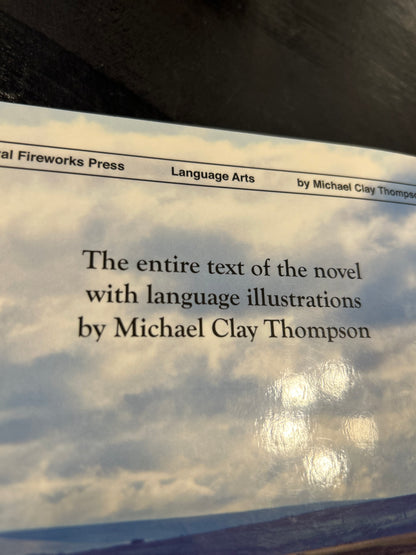 Fireworks Press Language Arts by Michael Clay
The entire text of the novel
with language illustrations
by Michael Clay Thompson